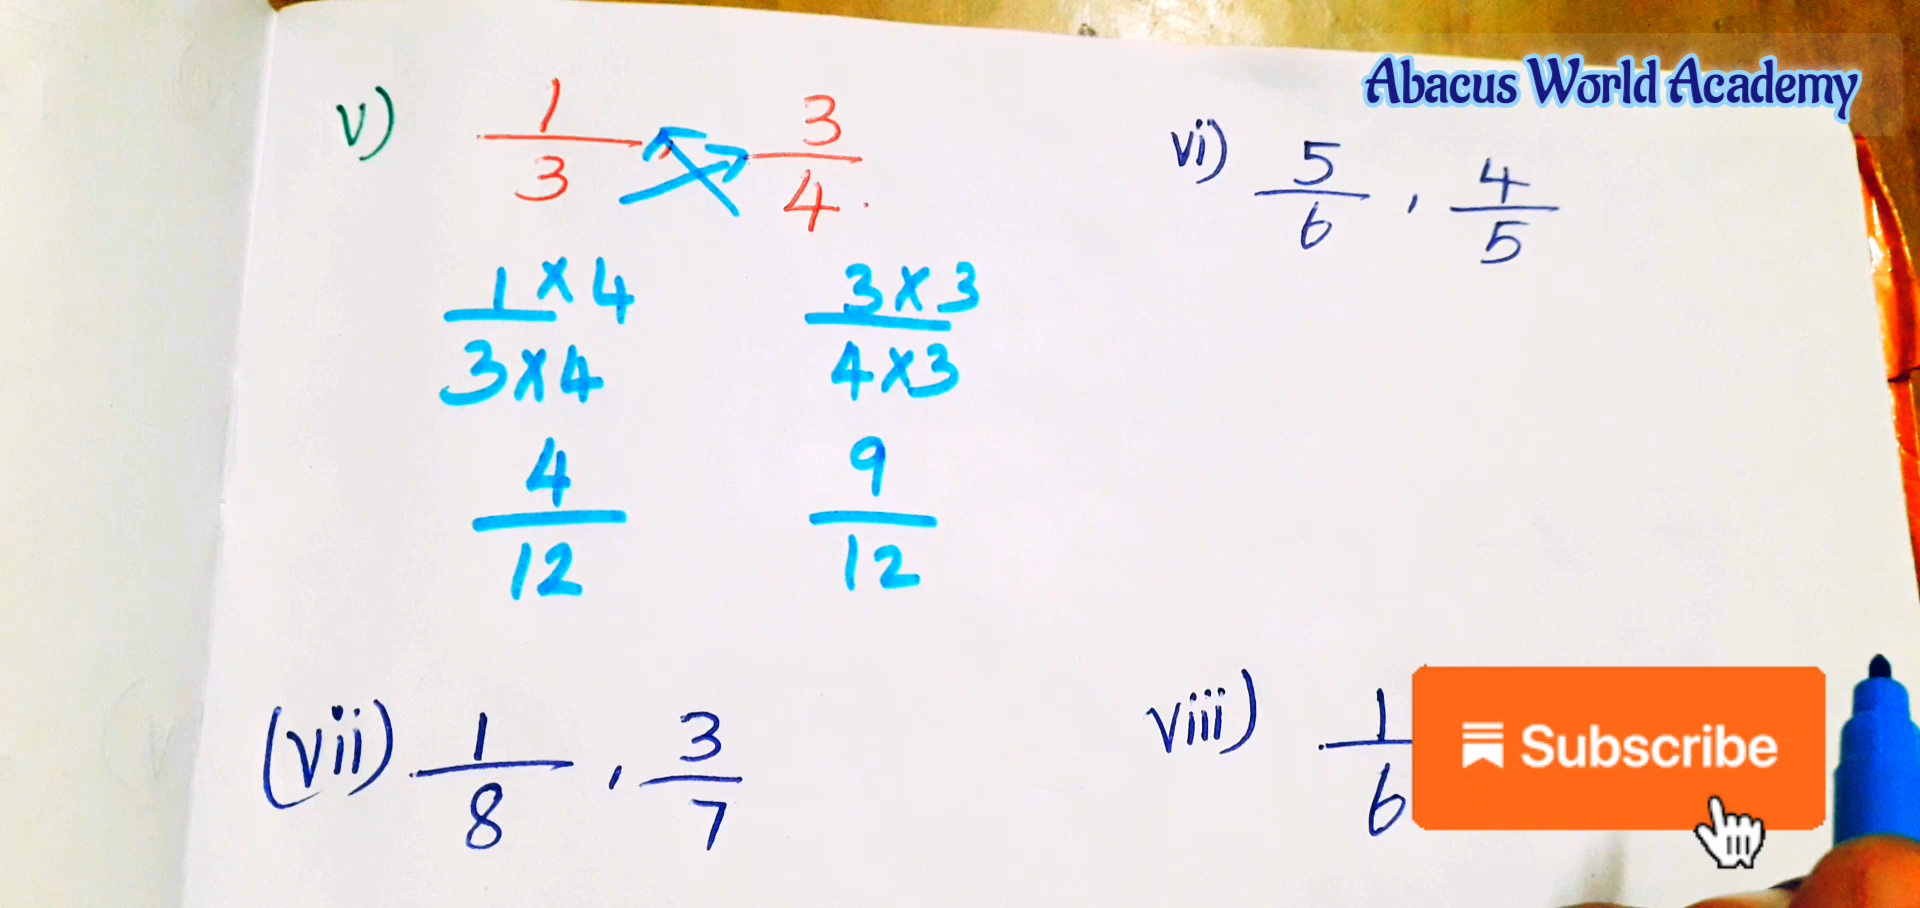 Abacus World Academy
v) 1/3 , 3/4
1×4/3×4 3×3/4×3
4/12 9/12
vi) 5/6 , 4/5
(vii) 1/8 , 3/7
viii) 1/6
Subscribe